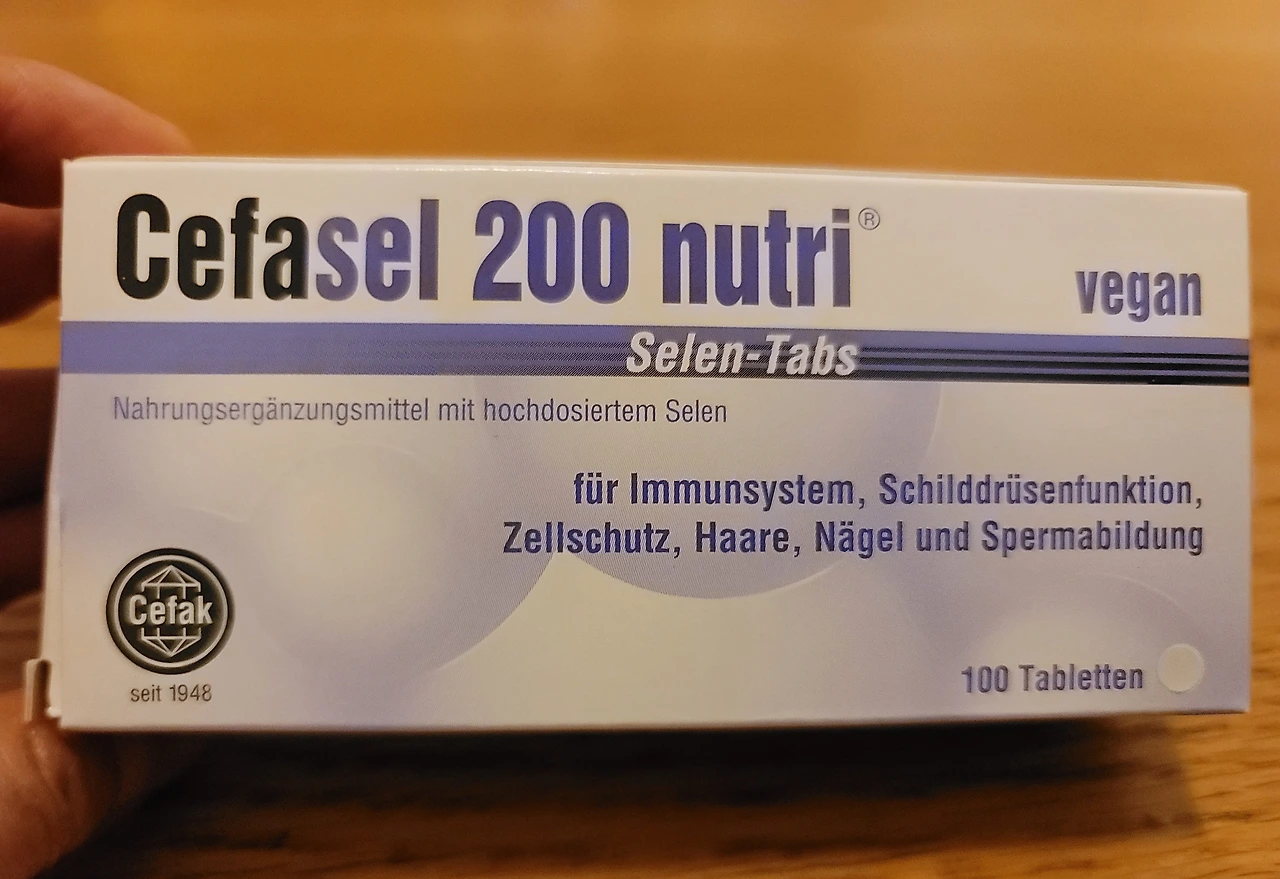 Cefasel 200 nutri®
vegan
Selen-Tabs
Nahrungsergänzungsmittel mit hochdosiertem Selen
für Immunsystem, Schilddrüsenfunktion,
Zellschutz, Haare, Nägel und Spermabildung
Cefak
seit 1948
100 Tabletten